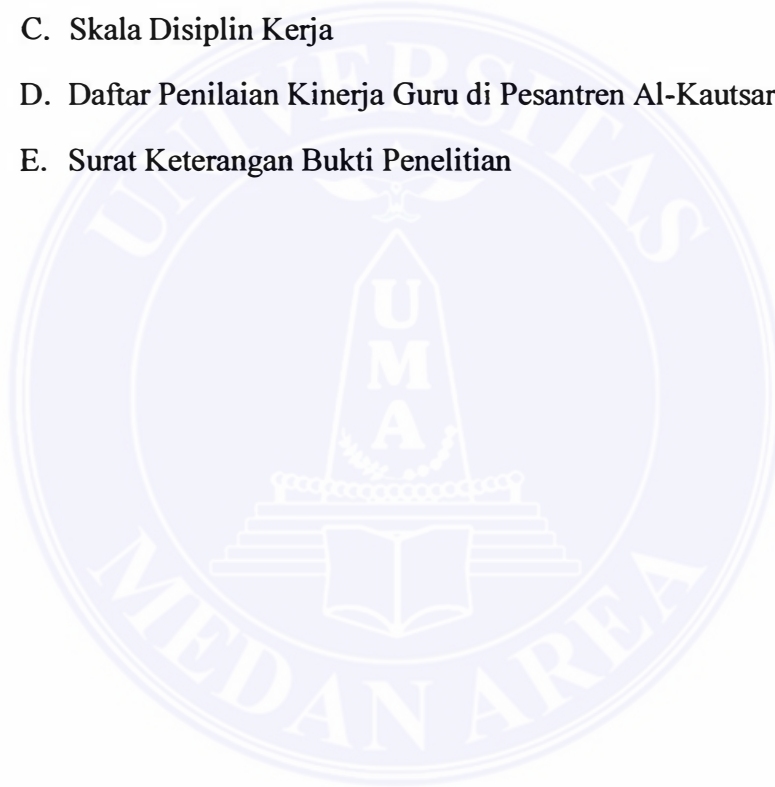 C. Skala Disiplin Kerja
D. Daftar Penilaian Kinerja Guru di Pesantren Al-Kautsar
E. Surat Keterangan Bukti Penelitian
UNIVERSITAS
U
M
A
MEDAN AREA